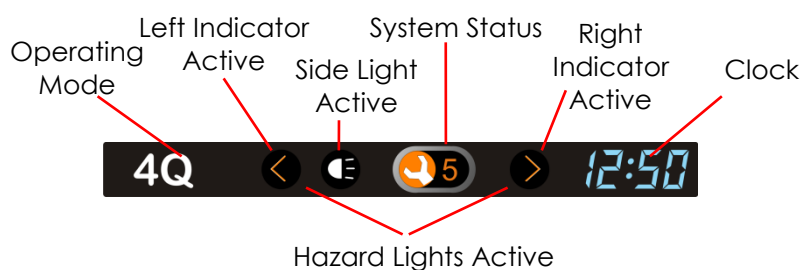 Operating
Mode
Left Indicator
Active
Side Light
Active
System Status
Right
Indicator
Active
Clock
4Q
5
12:50
Hazard Lights Active